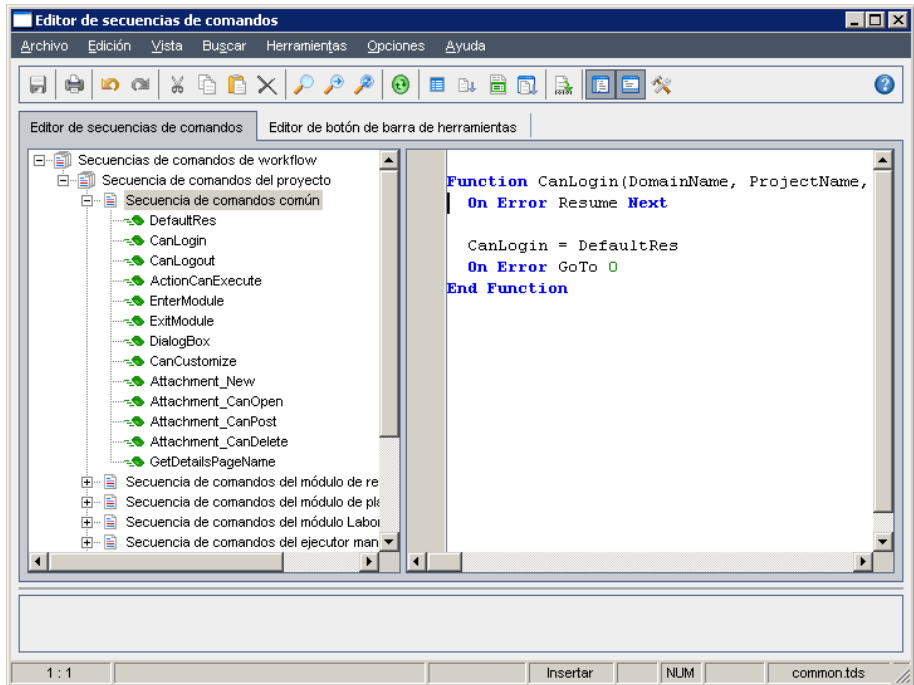 Editor de secuencias de comandos
Archivo Edición Vista Buscar Herramientas Opciones Ayuda
Editor de secuencias de comandos Editor de botón de barra de herramientas
Secuencias de comandos de workflow
Secuencia de comandos del proyecto
Secuencia de comandos común
DefaultRes
CanLogin
CanLogout
ActionCanExecute
EnterModule
ExitModule
DialogBox
CanCustomize
Attachment_New
Attachment_CanOpen
Attachment_CanPost
Attachment_CanDelete
GetDetailsPageName
Secuencia de comandos del módulo de re
Secuencia de comandos del módulo de pla
Secuencia de comandos del módulo Labor
Secuencia de comandos del ejecutor man
Function CanLogin(DomainName, ProjectName,
On Error Resume Next
CanLogin = DefaultRes
On Error GoTo 0
End Function
1 : 1 Insertar NUM common.tds